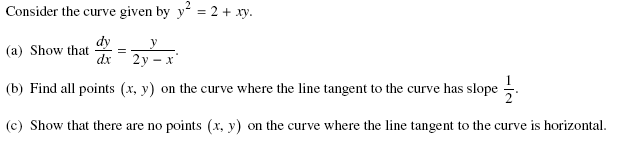 Consider the curve given by y² = 2 + xy.
(a) Show that dy/dx = y/(2y − x).
(b) Find all points (x, y) on the curve where the line tangent to the curve has slope 1/2.
(c) Show that there are no points (x, y) on the curve where the line tangent to the curve is horizontal.